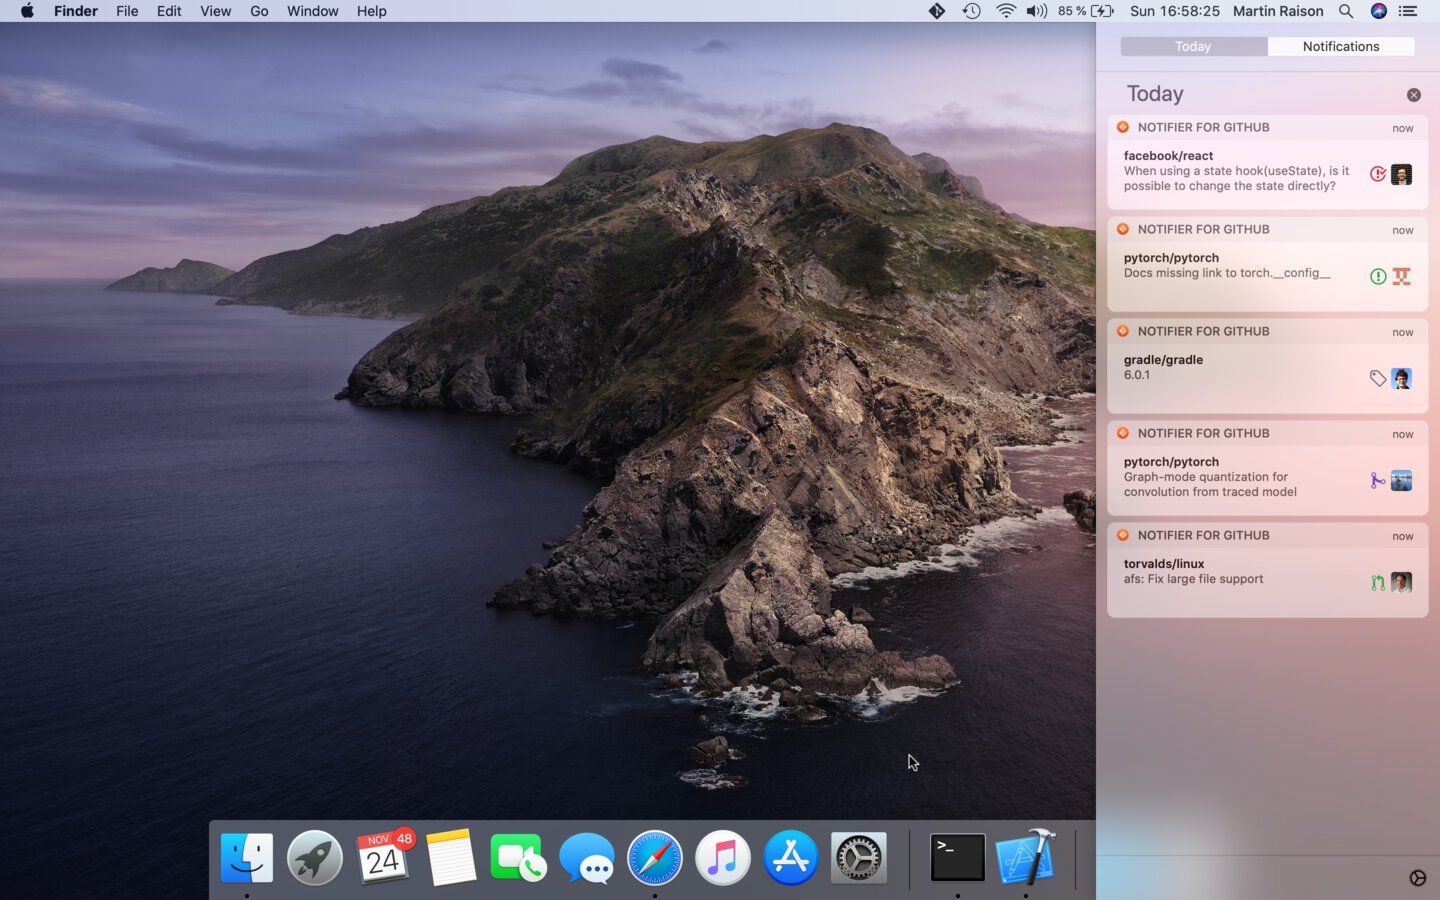 Finder File Edit View Go Window Help 85 % Sun 16:58:25 Martin Raison
Today Notifications
Today
NOTIFIER FOR GITHUB now
facebook/react
When using a state hook(useState), is it
possible to change the state directly?
NOTIFIER FOR GITHUB now
pytorch/pytorch
Docs missing link to torch.__config__
NOTIFIER FOR GITHUB now
gradle/gradle
6.0.1
NOTIFIER FOR GITHUB now
pytorch/pytorch
Graph-mode quantization for
convolution from traced model
NOTIFIER FOR GITHUB now
torvalds/linux
afs: Fix large file support
NOV 48
24
>_